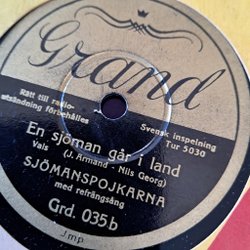 Grand
Rätt till radio-
utsändning förbehålles
Svensk inspelning
Tur 5030
En sjöman går i land
Vals (J. Armand - Nils Georg)
SJÖMANSPOJKARNA
med refrängsång
Grd. 035b
Jmp